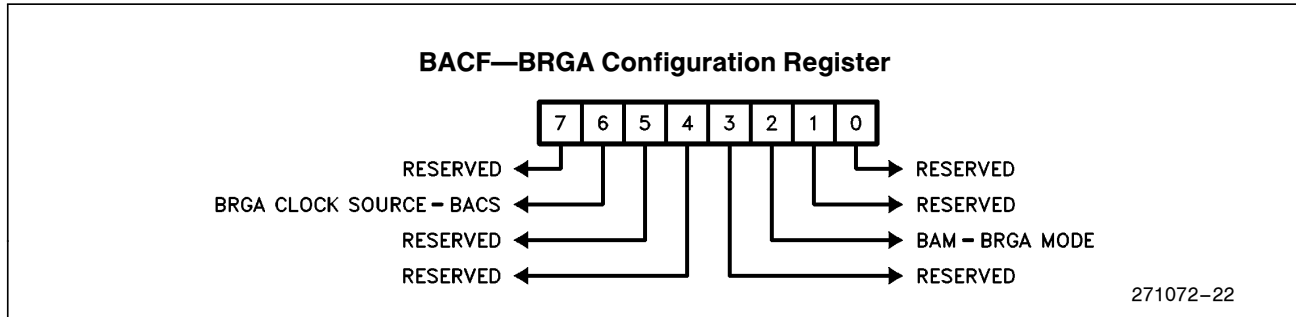 BACF—BRGA Configuration Register
7 6 5 4 3 2 1 0
RESERVED RESERVED
BRGA CLOCK SOURCE – BACS RESERVED
RESERVED BAM – BRGA MODE
RESERVED RESERVED
271072–22